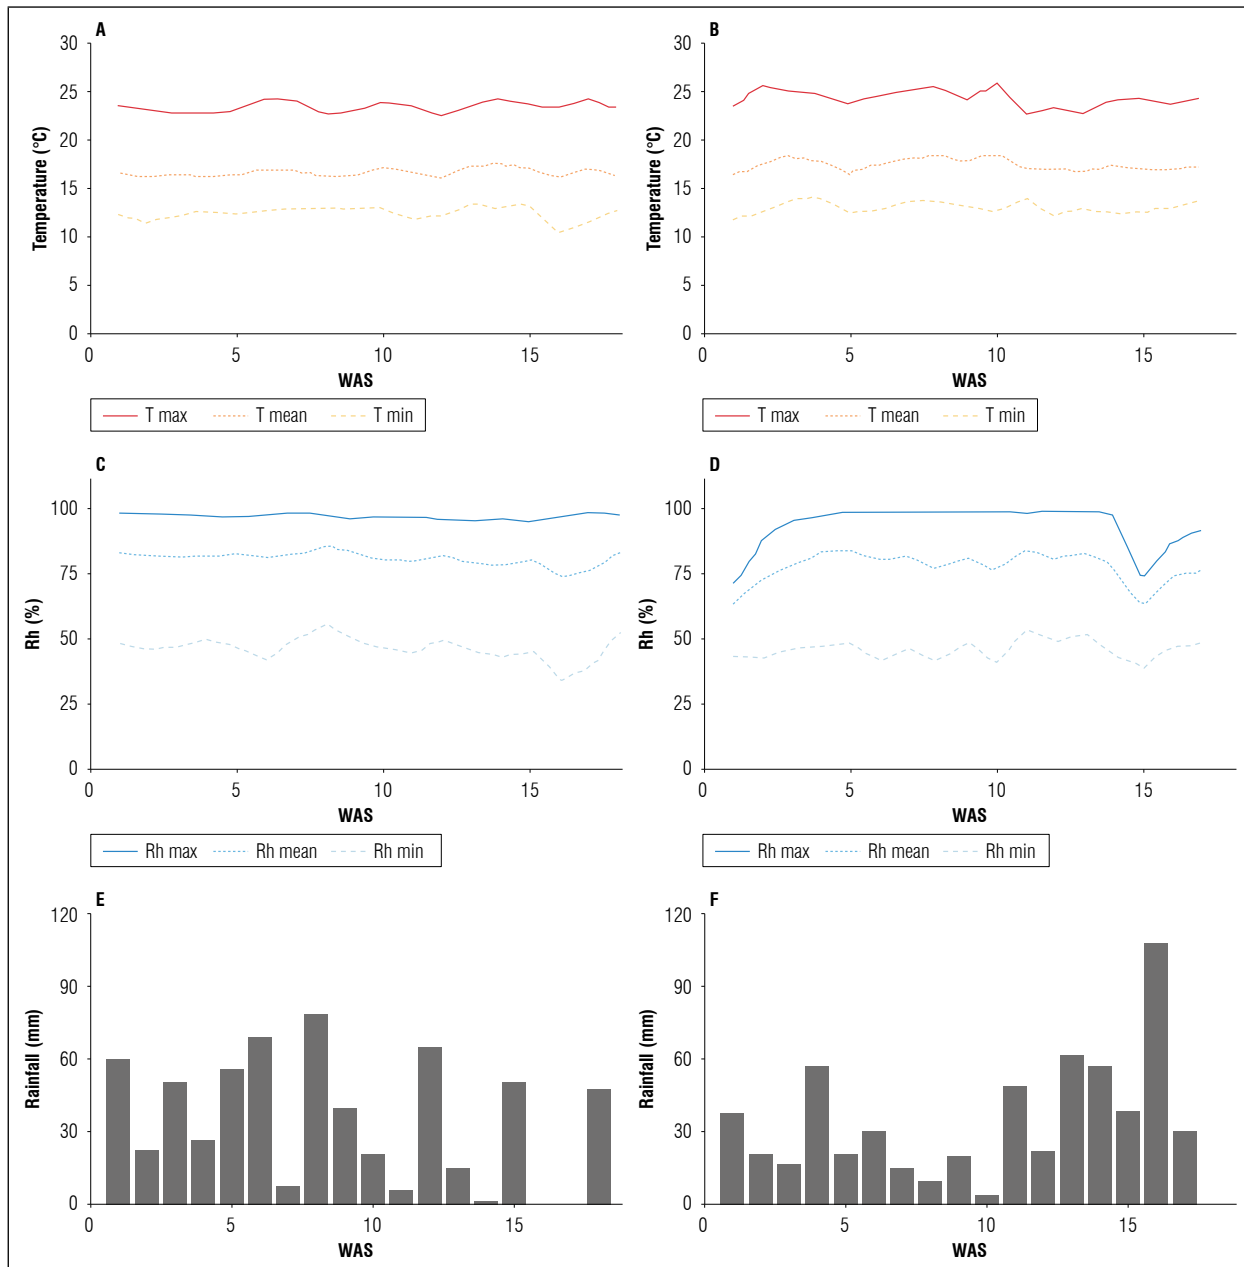 A
30
25
20
15
10
5
0
Temperature (°C)
0 5 10 15
WAS
T max T mean T min
B
30
25
20
15
10
5
0
Temperature (°C)
0 5 10 15
WAS
T max T mean T min
C
100
75
50
25
0
Rh (%)
0 5 10 15
WAS
Rh max Rh mean Rh min
D
100
75
50
25
0
Rh (%)
0 5 10 15
WAS
Rh max Rh mean Rh min
E
120
90
60
30
0
Rainfall (mm)
0 5 10 15
WAS
F
120
90
60
30
0
Rainfall (mm)
0 5 10 15
WAS